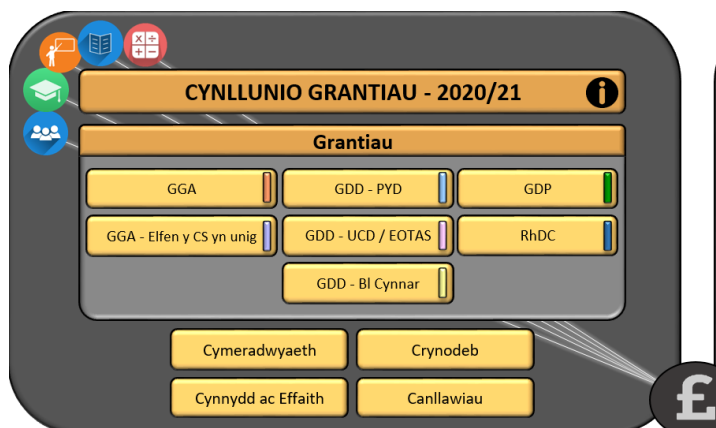 CYNLLUNIO GRANTIAU - 2020/21
Grantiau
GGA
GDD - PYD
GDP
GGA - Elfen y CS yn unig
GDD - UCD / EOTAS
RhDC
GDD - Bl Cynnar
Cymeradwyaeth
Crynodeb
Cynnydd ac Effaith
Canllawiau
£